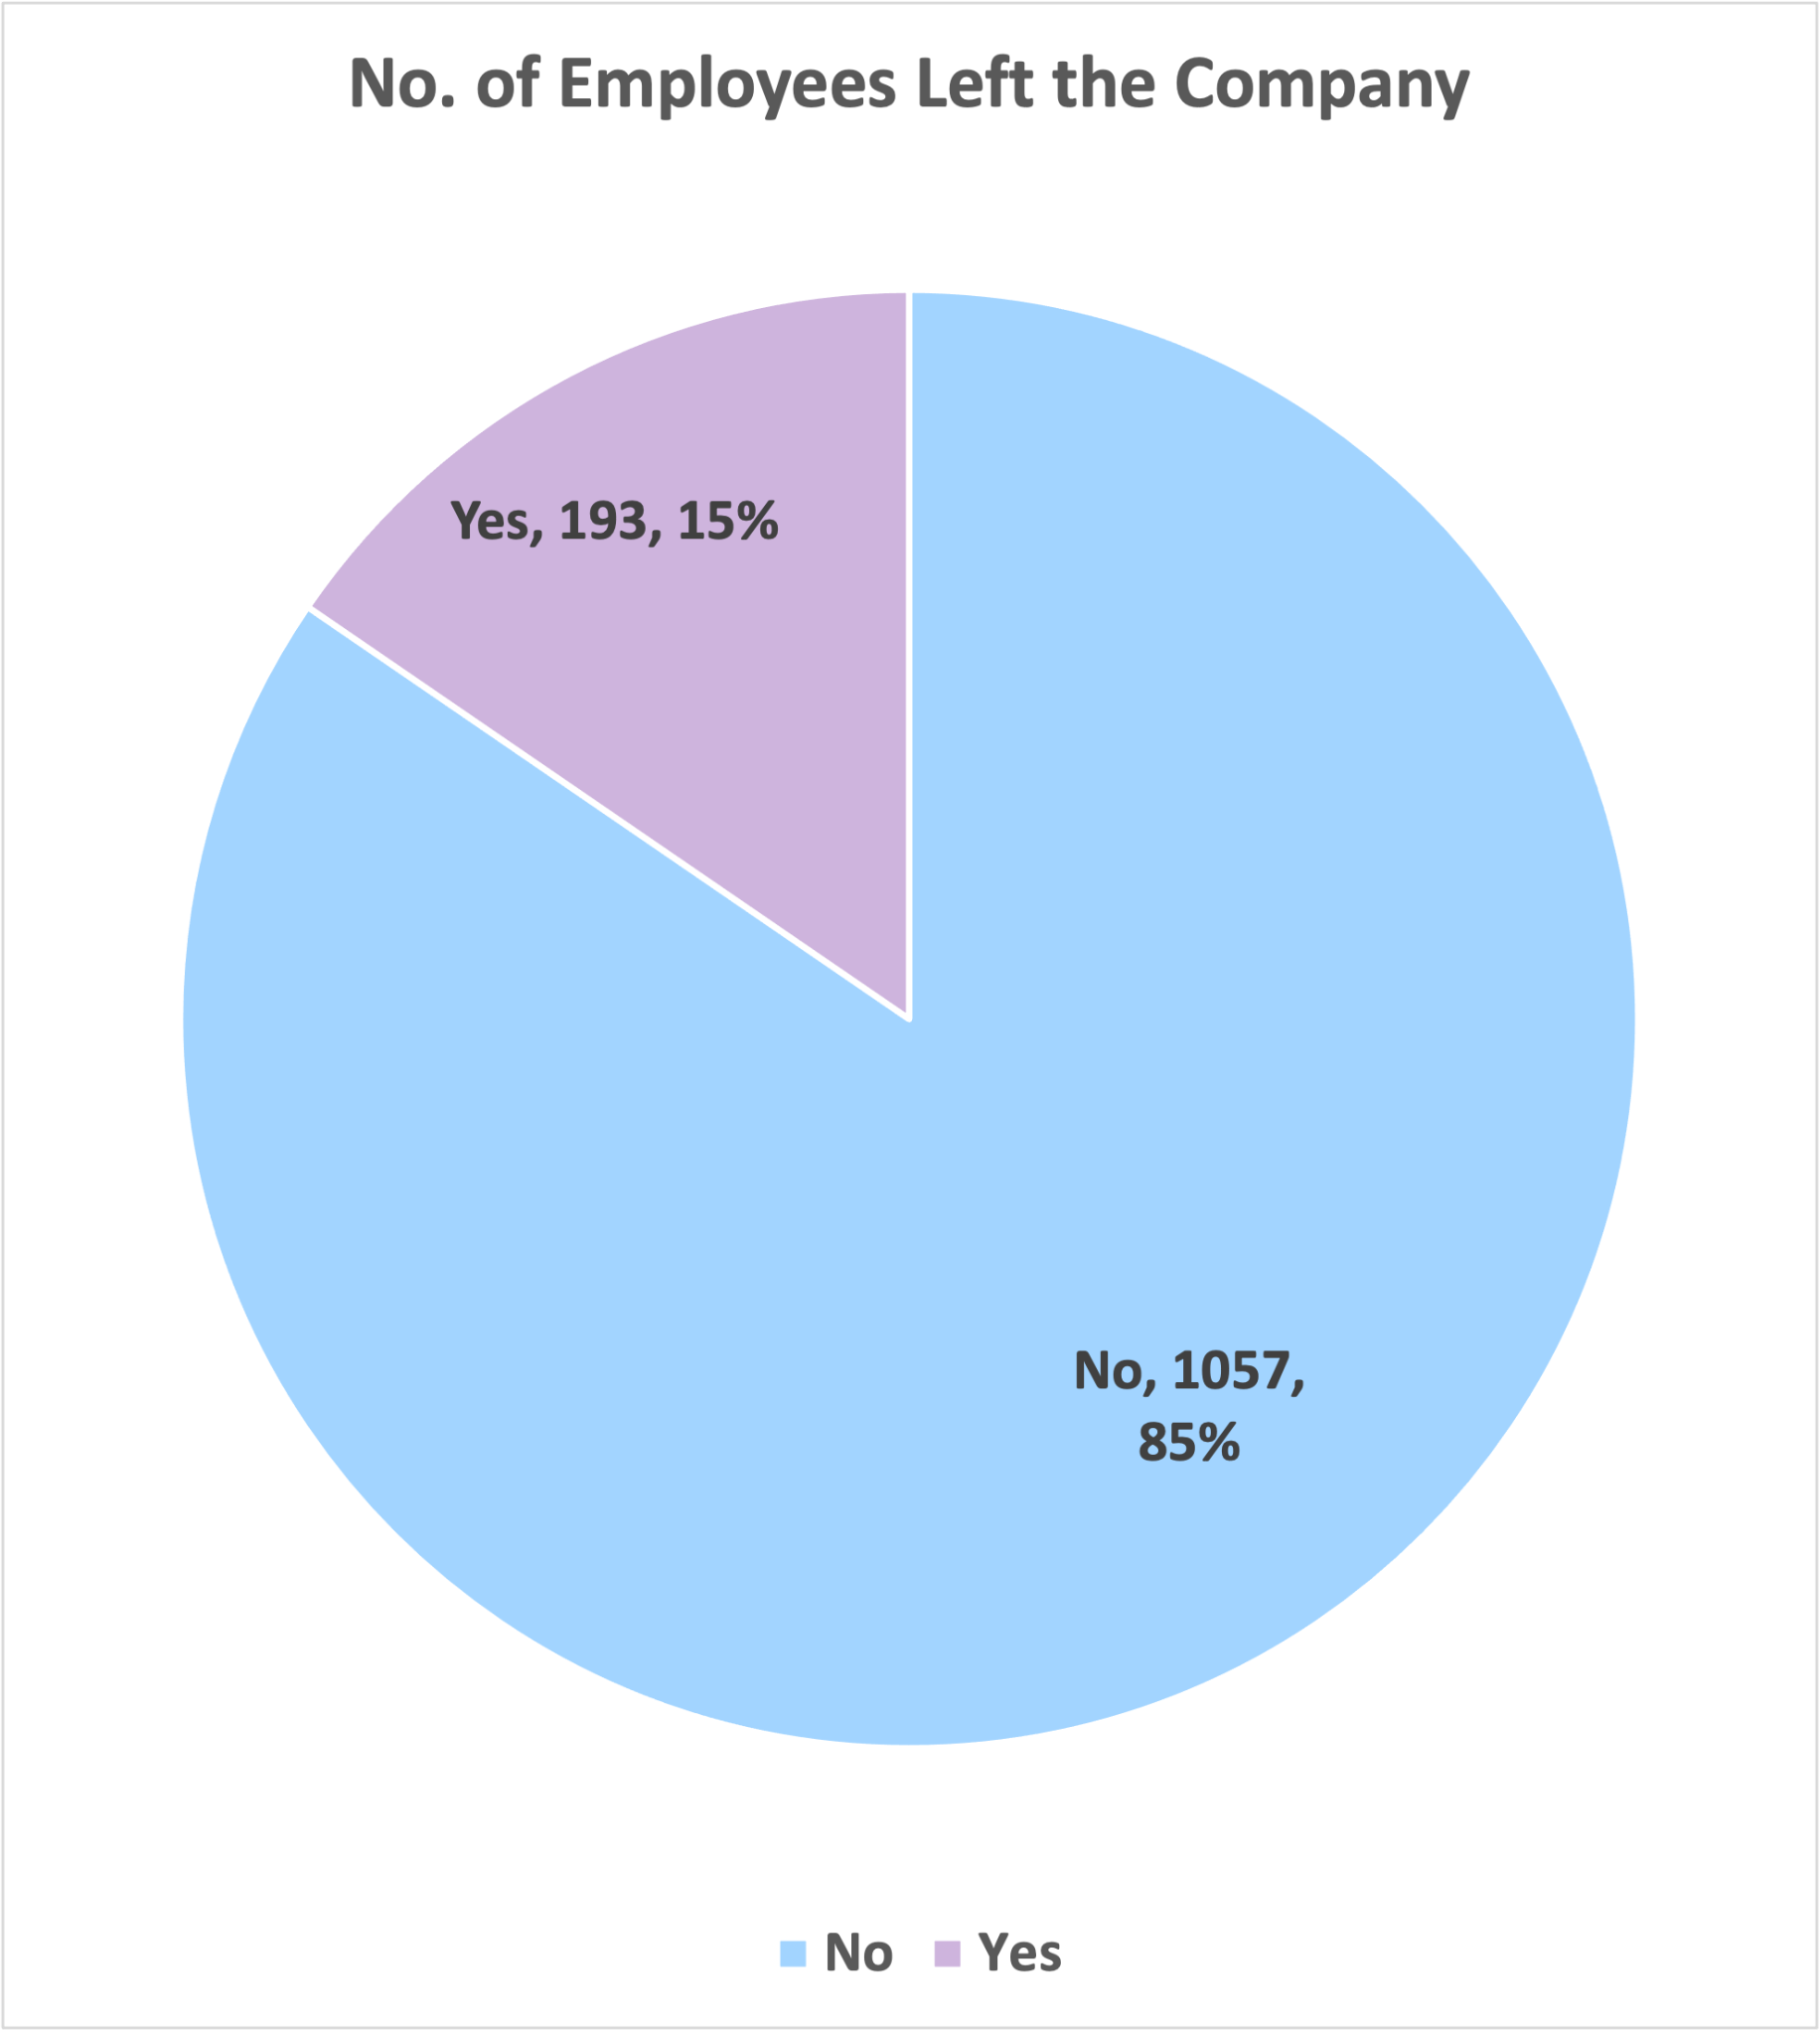 No. of Employees Left the Company
Yes, 193, 15%
No, 1057,
85%
No Yes